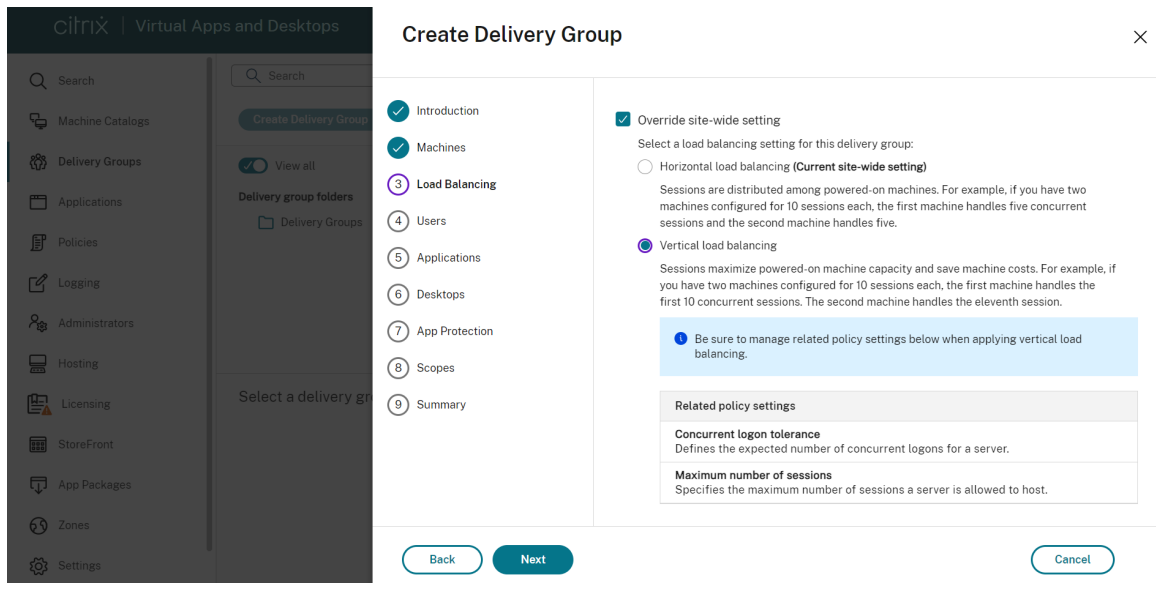 citrix | Virtual Apps and Desktops
Search
Machine Catalogs
Delivery Groups
Applications
Policies
Logging
Administrators
Hosting
Licensing
StoreFront
App Packages
Zones
Settings
Search
Create Delivery Group
View all
Delivery group folders
Delivery Groups
Select a delivery gr
Create Delivery Group
Introduction
Machines
3 Load Balancing
4 Users
5 Applications
6 Desktops
7 App Protection
8 Scopes
9 Summary
Override site-wide setting
Select a load balancing setting for this delivery group:
Horizontal load balancing (Current site-wide setting)
Sessions are distributed among powered-on machines. For example, if you have two
machines configured for 10 sessions each, the first machine handles five concurrent
sessions and the second machine handles five.
Vertical load balancing
Sessions maximize powered-on machine capacity and save machine costs. For example, if
you have two machines configured for 10 sessions each, the first machine handles the
first 10 concurrent sessions. The second machine handles the eleventh session.
Be sure to manage related policy settings below when applying vertical load
balancing.
Related policy settings
Concurrent logon tolerance
Defines the expected number of concurrent logons for a server.
Maximum number of sessions
Specifies the maximum number of sessions a server is allowed to host.
Back
Next
Cancel